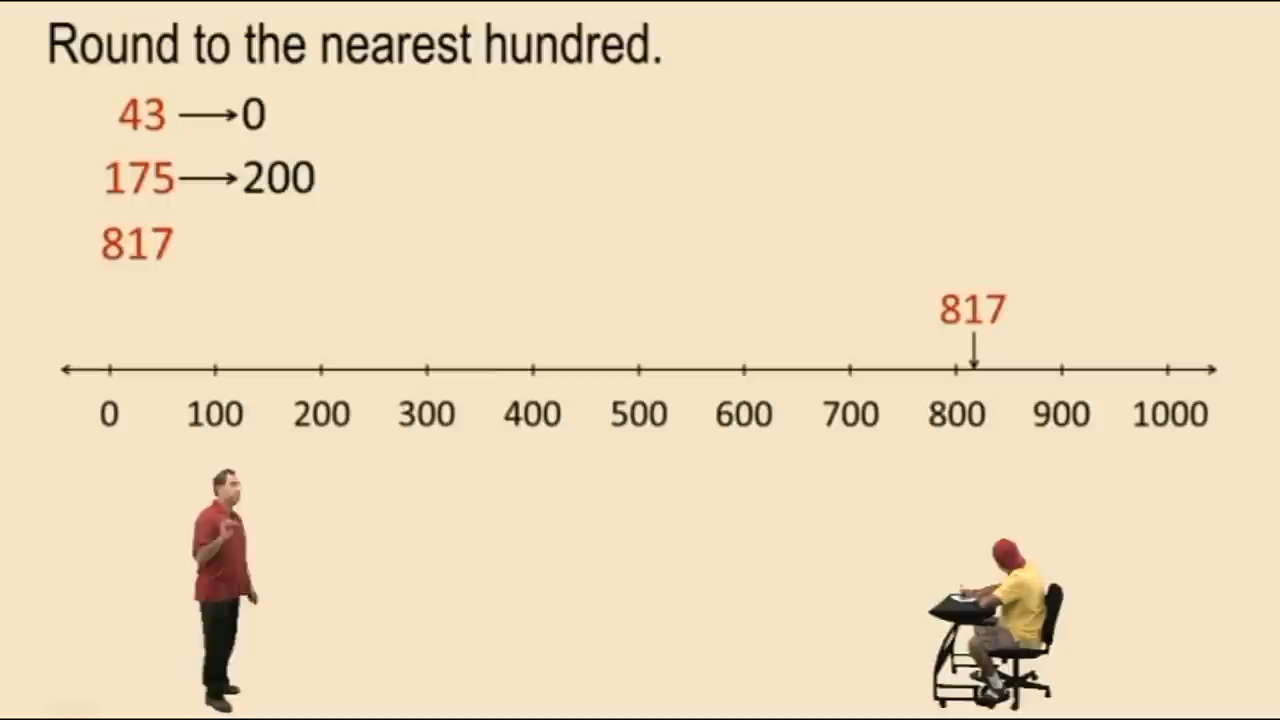 Round to the nearest hundred.
43 → 0
175 → 200
817
817
0 100 200 300 400 500 600 700 800 900 1000